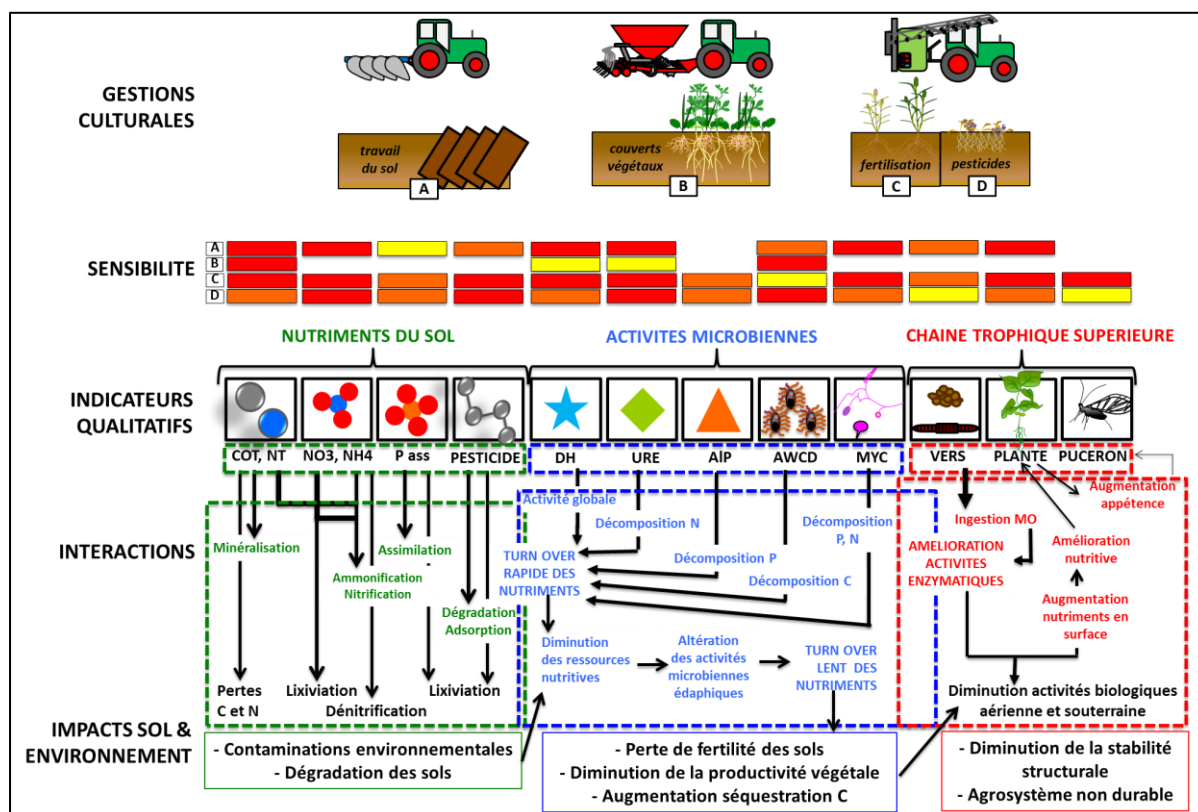 GESTIONS
CULTURALES
travail
du sol
A
couverts
végétaux
B
fertilisation
C
pesticides
D
SENSIBILITE
A
B
C
D
NUTRIMENTS DU SOL
ACTIVITES MICROBIENNES
CHAINE TROPHIQUE SUPERIEURE
INDICATEURS
QUALITATIFS
COT, NT
NO3, NH4
P ass
PESTICIDE
DH
URE
AlP
AWCD
MYC
VERS
PLANTE
PUCERON
INTERACTIONS
Minéralisation
Ammonification
Nitrification
Assimilation
Dégradation
Adsorption
Pertes
C et N
Lixiviation
Dénitrification
Lixiviation
Activité globale
Décomposition N
Décomposition P
Décomposition C
Décomposition
P, N
TURN OVER
RAPIDE DES
NUTRIMENTS
Diminution
des ressources
nutritives
Altération
des activités
microbiennes
édaphiques
TURN OVER
LENT DES
NUTRIMENTS
Ingestion MO
AMELIORATION
ACTIVITES
ENZYMATIQUES
Augmentation
appétence
Amélioration
nutritive
Augmentation
nutriments en
surface
Diminution activités biologiques
aérienne et souterraine
IMPACTS SOL &
ENVIRONNEMENT
- Contaminations environnementales
- Dégradation des sols
- Perte de fertilité des sols
- Diminution de la productivité végétale
- Augmentation séquestration C
- Diminution de la stabilité
structurale
- Agrosystème non durable